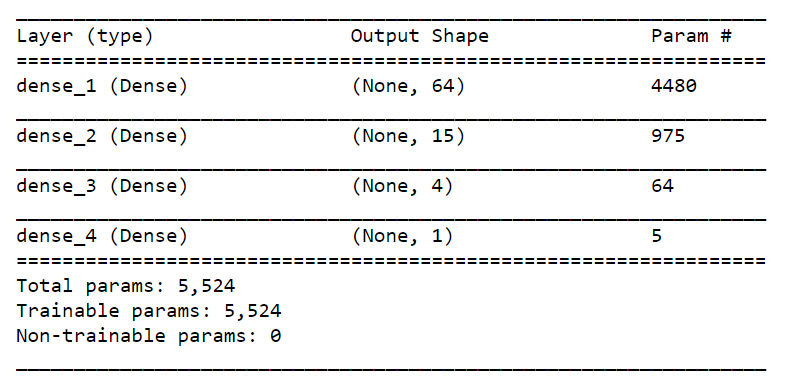 Layer (type) Output Shape Param #
dense_1 (Dense) (None, 64) 4480
dense_2 (Dense) (None, 15) 975
dense_3 (Dense) (None, 4) 64
dense_4 (Dense) (None, 1) 5
Total params: 5,524
Trainable params: 5,524
Non-trainable params: 0